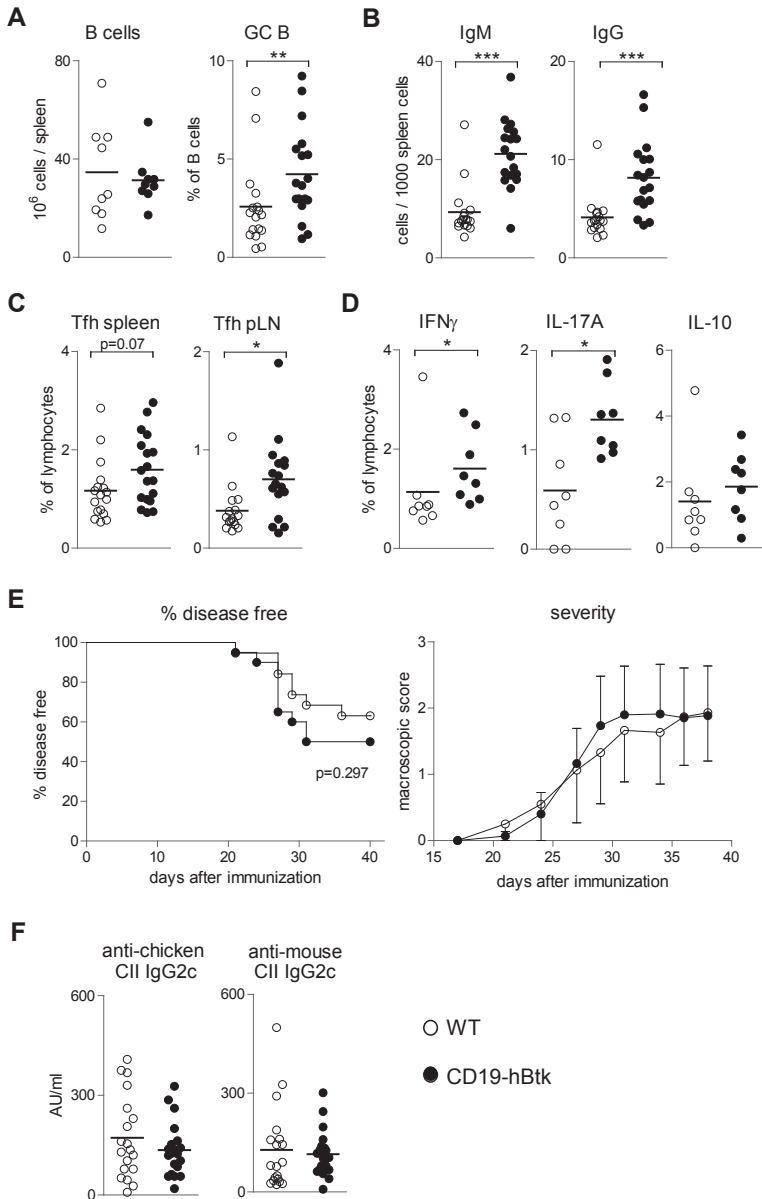 A
B cells
GC B
**
80
40
0
10
5
0
10⁶ cells / spleen
% of B cells
B
IgM
IgG
***
***
40
20
0
20
10
0
cells / 1000 spleen cells
C
Tfh spleen
Tfh pLN
p=0.07
*
4
2
0
2
1
0
% of lymphocytes
D
IFNγ
IL-17A
IL-10
*
*
4
2
0
2
1
0
6
4
2
0
% of lymphocytes
E
% disease free
100
80
60
40
20
0
% disease free
p=0.297
0 10 20 30 40
days after immunization
severity
3
2
1
0
macroscopic score
15 20 25 30 35 40
days after immunization
F
anti-chicken
CII IgG2c
anti-mouse
CII IgG2c
600
300
0
600
300
0
AU/ml
WT
CD19-hBtk